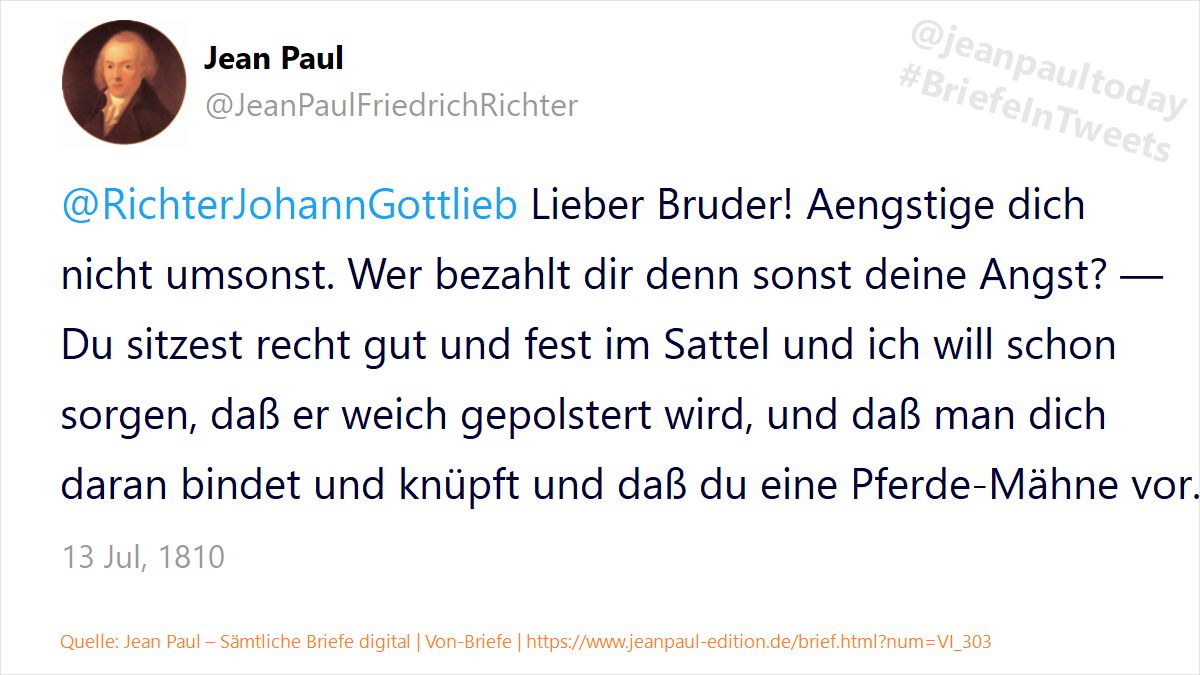 Jean Paul
@JeanPaulFriedrichRichter
@jeanpaultoday
#BriefeInTweets
@RichterJohannGottlieb Lieber Bruder! Aengstige dich
nicht umsonst. Wer bezahlt dir denn sonst deine Angst? —
Du sitzest recht gut und fest im Sattel und ich will schon
sorgen, daß er weich gepolstert wird, und daß man dich
daran bindet und knüpft und daß du eine Pferde-Mähne vor.
13 Jul, 1810
Quelle: Jean Paul – Sämtliche Briefe digital | Von-Briefe | https://www.jeanpaul-edition.de/brief.html?num=VI_303